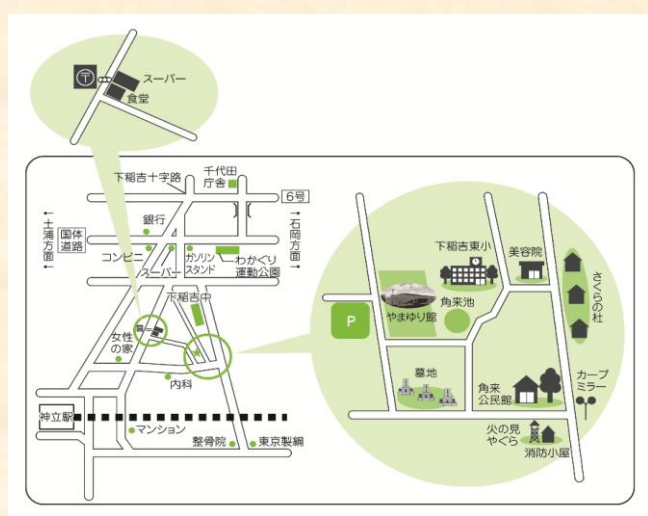 スーパー
食堂
下稲吉十字路
千代田
庁舎
6号
←土浦方面
国体
道路
銀行
コンビニ
スーパー
ガソリン
スタンド
わかぐり
運動公園
石岡方面→
下稲吉中
女性
の家
内科
神立駅
マンション
整骨院
東京製綱
P
下稲吉東小
美容院
さくらの杜
やまゆり館
角来池
墓地
角来
公民館
カーブ
ミラー
火の見
やぐら
消防小屋